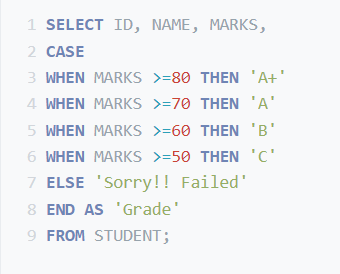 1 SELECT ID, NAME, MARKS,
2 CASE
3 WHEN MARKS >=80 THEN 'A+'
4 WHEN MARKS >=70 THEN 'A'
5 WHEN MARKS >=60 THEN 'B'
6 WHEN MARKS >=50 THEN 'C'
7 ELSE 'Sorry!! Failed'
8 END AS 'Grade'
9 FROM STUDENT;